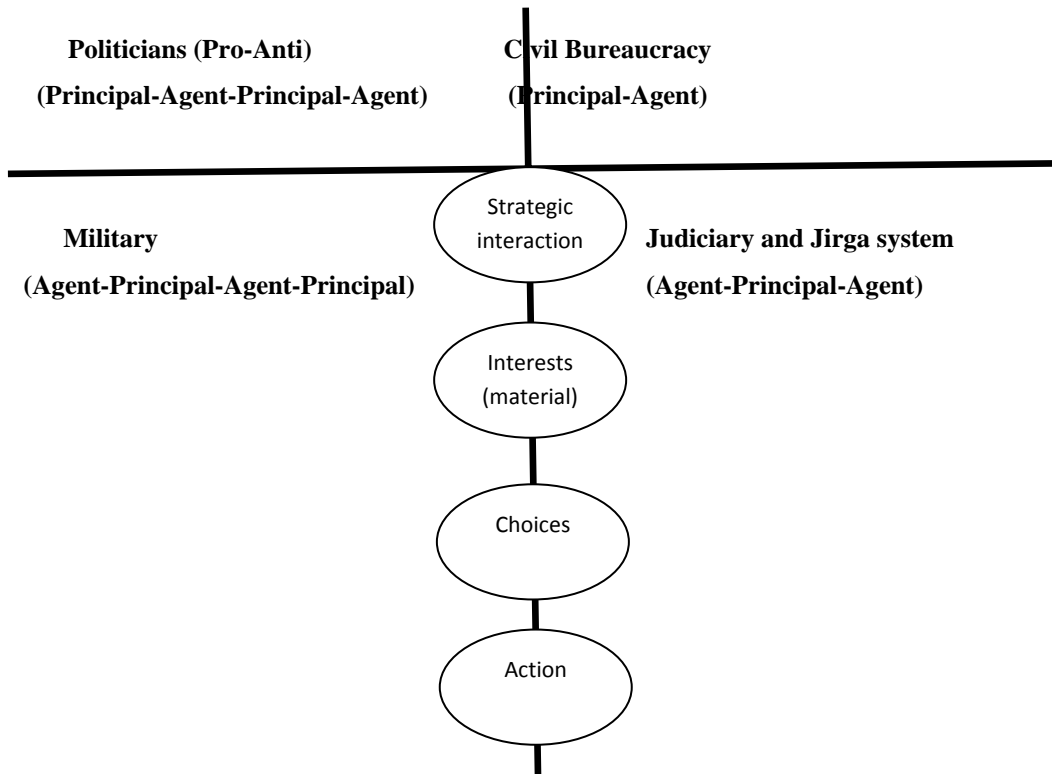 Politicians (Pro-Anti)
(Principal-Agent-Principal-Agent)
Civil Bureaucracy
(Principal-Agent)
Strategic
interaction
Military
(Agent-Principal-Agent-Principal)
Judiciary and Jirga system
(Agent-Principal-Agent)
Interests
(material)
Choices
Action